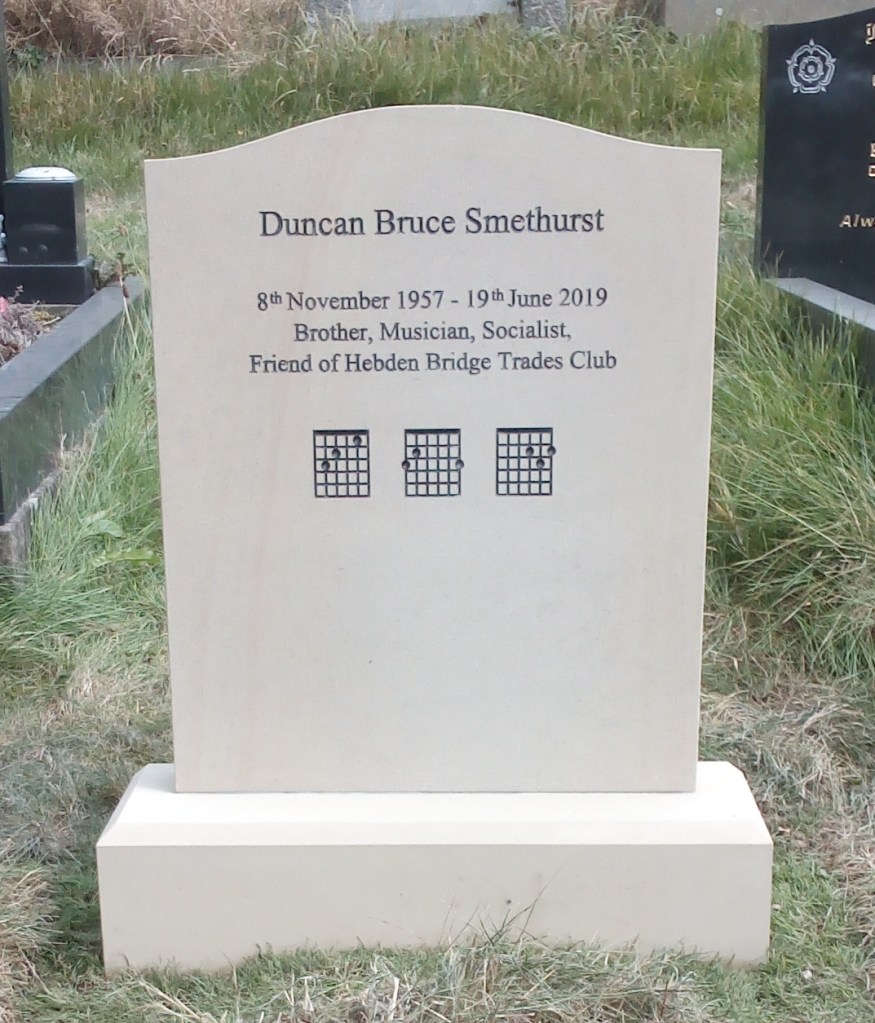 Duncan Bruce Smethurst
8th November 1957 - 19th June 2019
Brother, Musician, Socialist,
Friend of Hebden Bridge Trades Club